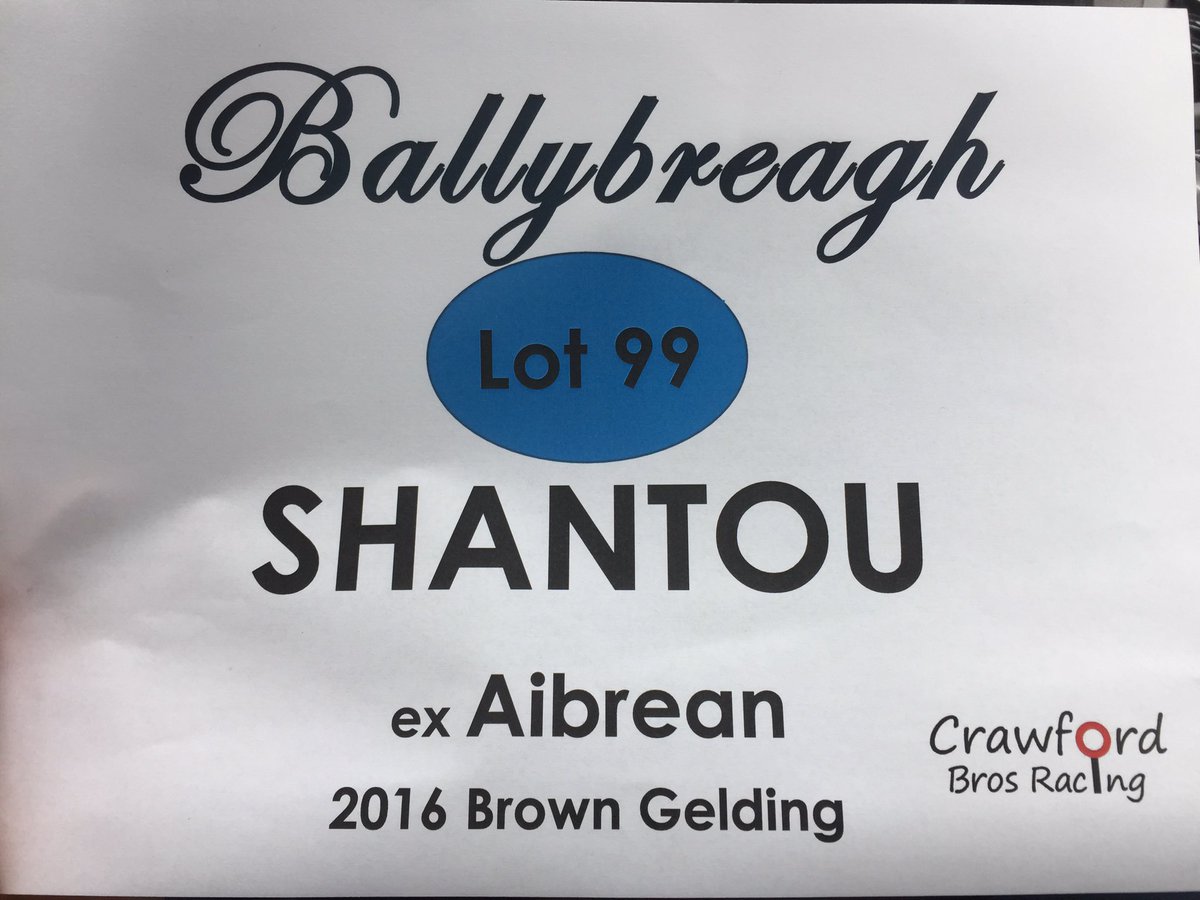 Ballybreagh
Lot 99
SHANTOU
ex Aibrean
2016 Brown Gelding
Crawford
Bros Racing